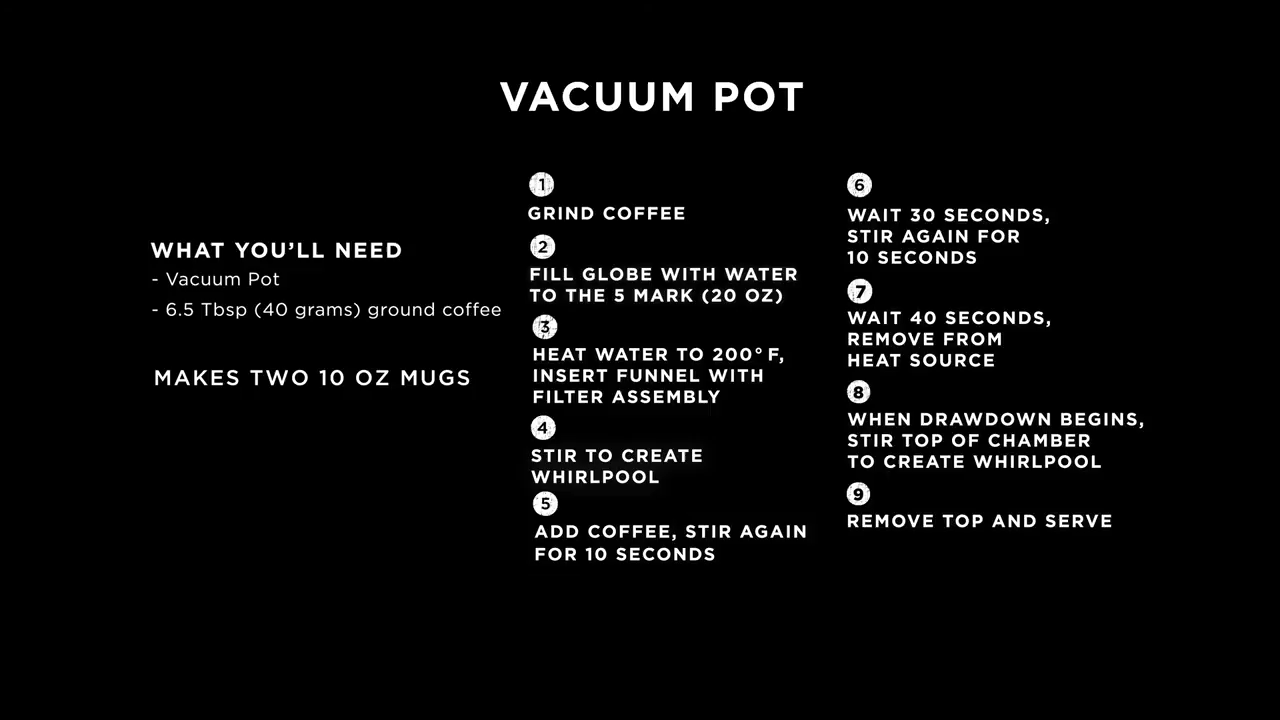 VACUUM POT
WHAT YOU'LL NEED
- Vacuum Pot
- 6.5 Tbsp (40 grams) ground coffee
MAKES TWO 10 OZ MUGS
1
GRIND COFFEE
2
FILL GLOBE WITH WATER
TO THE 5 MARK (20 OZ)
3
HEAT WATER TO 200° F,
INSERT FUNNEL WITH
FILTER ASSEMBLY
4
STIR TO CREATE
WHIRLPOOL
5
ADD COFFEE, STIR AGAIN
FOR 10 SECONDS
6
WAIT 30 SECONDS,
STIR AGAIN FOR
10 SECONDS
7
WAIT 40 SECONDS,
REMOVE FROM
HEAT SOURCE
8
WHEN DRAWDOWN BEGINS,
STIR TOP OF CHAMBER
TO CREATE WHIRLPOOL
9
REMOVE TOP AND SERVE